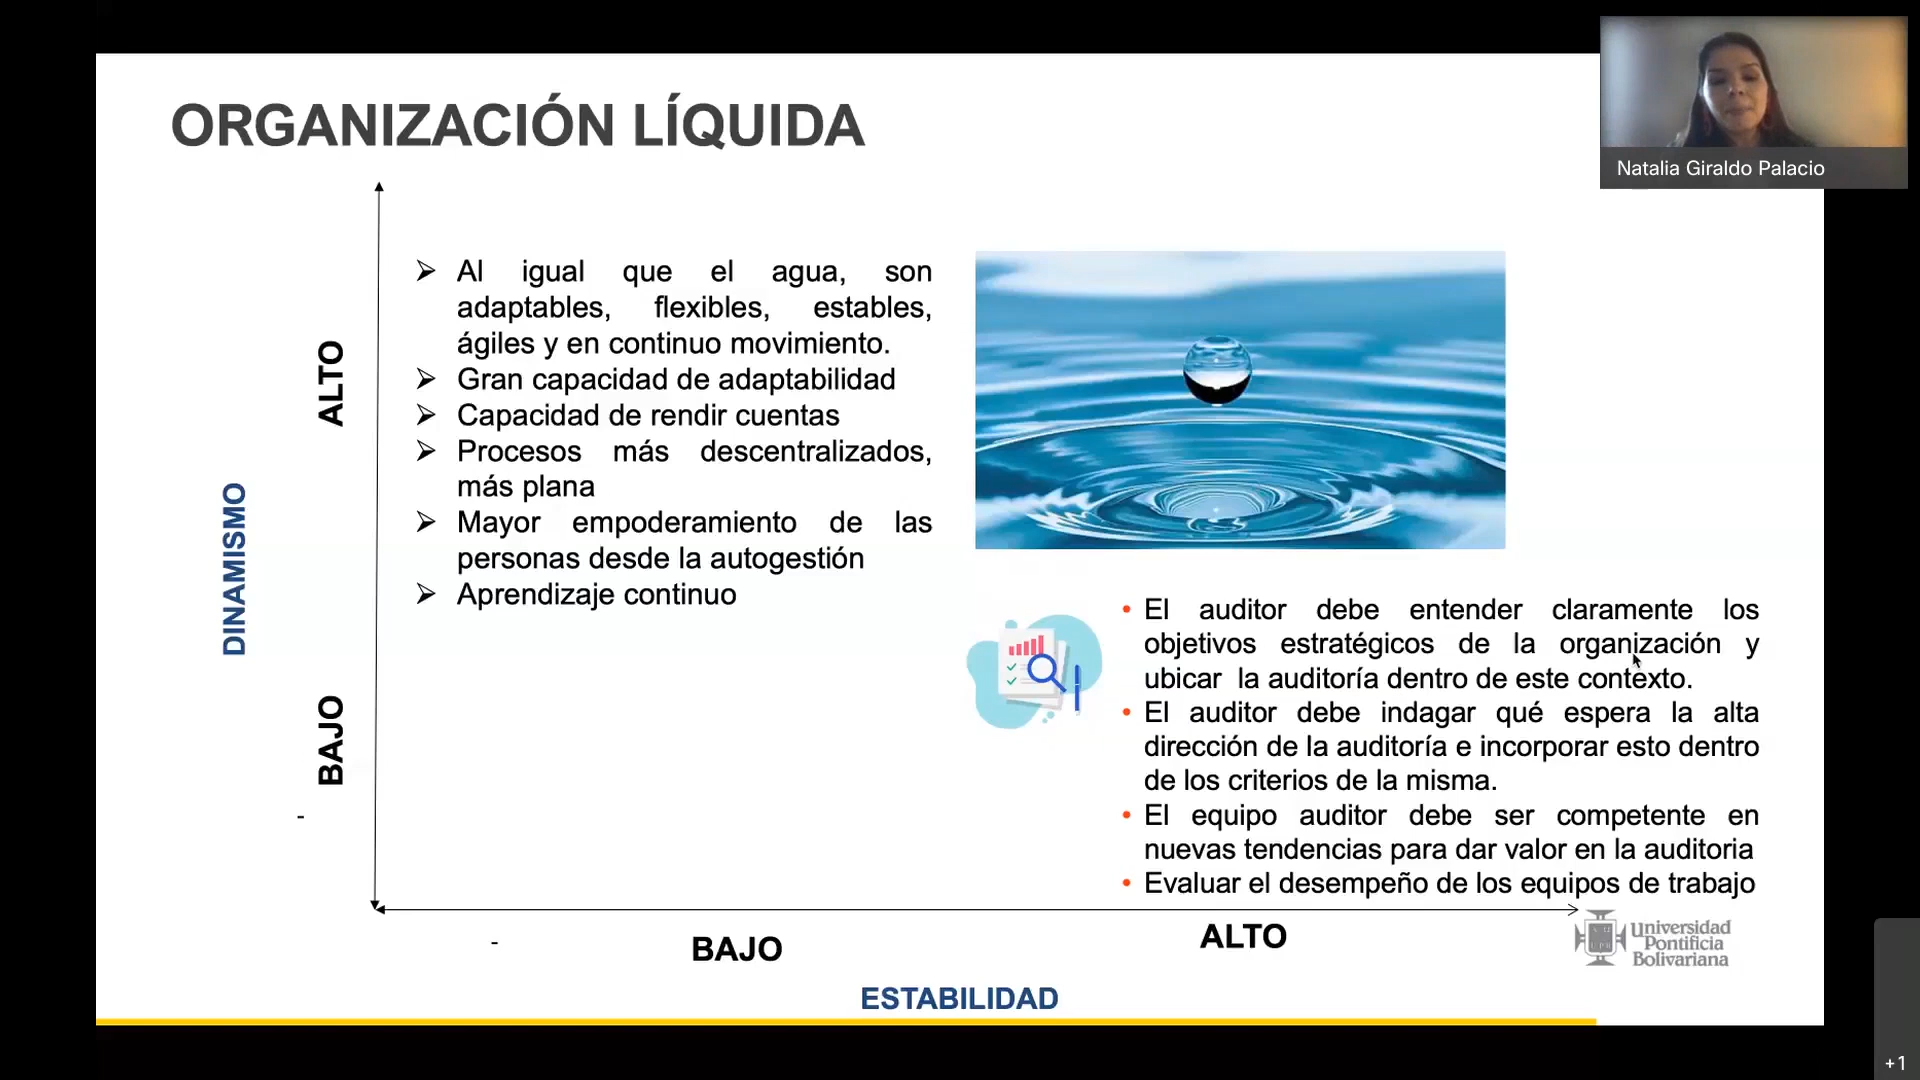 ORGANIZACIÓN LÍQUIDA
Natalia Giraldo Palacio
ALTO
DINAMISMO
BAJO
-
➢ Al igual que el agua, son
adaptables, flexibles, estables,
ágiles y en continuo movimiento.
➢ Gran capacidad de adaptabilidad
➢ Capacidad de rendir cuentas
➢ Procesos más descentralizados,
más plana
➢ Mayor empoderamiento de las
personas desde la autogestión
➢ Aprendizaje continuo
• El auditor debe entender claramente los
objetivos estratégicos de la organización y
ubicar la auditoría dentro de este contexto.
• El auditor debe indagar qué espera la alta
dirección de la auditoría e incorporar esto dentro
de los criterios de la misma.
• El equipo auditor debe ser competente en
nuevas tendencias para dar valor en la auditoria
• Evaluar el desempeño de los equipos de trabajo
-
BAJO
ALTO
ESTABILIDAD
Universidad
Pontificia
Bolivariana
+1